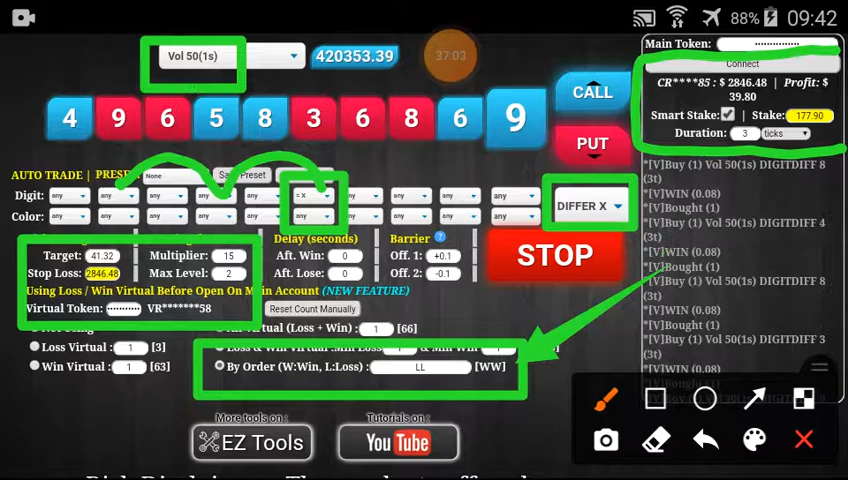 88% 09:42
Vol 50(1s) 420353.39 37:03
Main Token: ••••••••••••••
Connect
CR****85 : $ 2846.48 | Profit: $
39.80
Smart Stake: | Stake: 177.90
Duration: 3 ticks
4 9 6 5 8 3 6 8 6 9
CALL
PUT
AUTO TRADE | PRESE None Preset
Digit: any any any any any = X any any any any
Color: any any any any any any any any any any
DIFFER X
STOP
Delay (seconds) Barrier ?
Target: 41.32 Multiplier: 15 Aft. Win: 0 Off. 1: +0.1
Stop Loss: 2846.48 Max Level: 2 Aft. Lose: 0 Off. 2: -0.1
Using Loss / Win Virtual Before Open On Main Account (NEW FEATURE)
Virtual Token: ••••••••••• VR*******58 Reset Count Manually
Virtual (Loss + Win) : 1 [66]
Loss Virtual : 1 [3] Loss & Win Virtual :Min Loss 1 & Min Win
Win Virtual : 1 [63] By Order (W:Win, L:Loss) : LL [WW]
*[V]Buy (1) Vol 50(1s) DIGITDIFF 8
(3t)
*[V]WIN (0.08)
*[V]Bought (1)
*[V]Buy (1) Vol 50(1s) DIGITDIFF 4
(3t)
*[V]WIN (0.08)
*[V]Bought (1)
*[V]Buy (1) Vol 50(1s) DIGITDIFF 8
(3t)
*[V]WIN (0.08)
*[V]Bought (1)
*[V]Buy (1) Vol 50(1s) DIGITDIFF 3
(3t)
*[V]WIN (0.08)
More tools on :
EZ Tools
Tutorials on :
YouTube